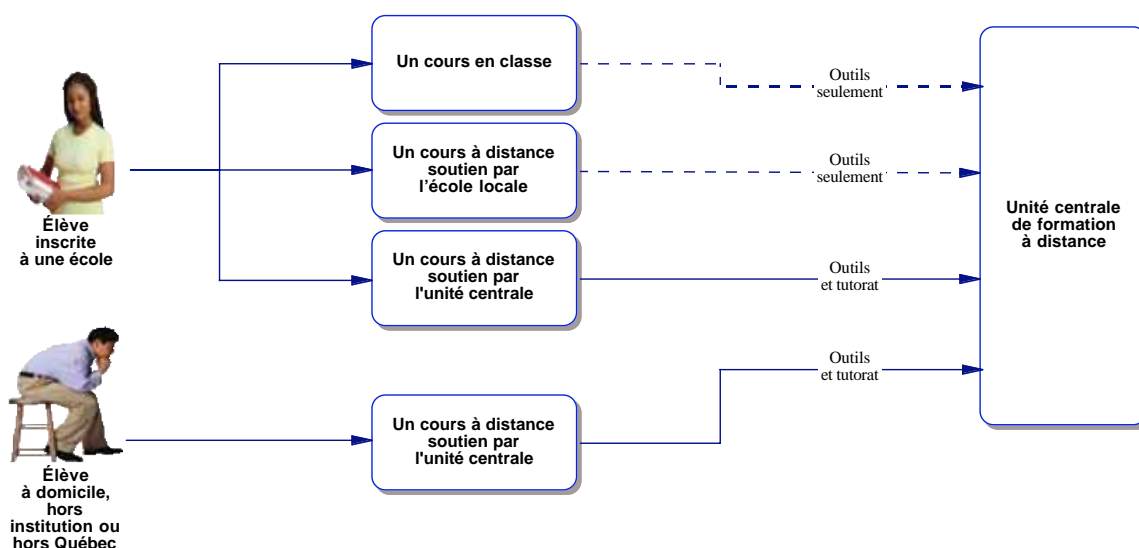 Un cours en classe
Outils
seulement
Un cours à distance
soutien par
l'école locale
Outils
seulement
Élève
inscrite
à une école
Unité centrale
de formation
à distance
Un cours à distance
soutien par
l'unité centrale
Outils
et tutorat
Outils
et tutorat
Un cours à distance
soutien par
l'unité centrale
Élève
à domicile,
hors
institution ou
hors Québec